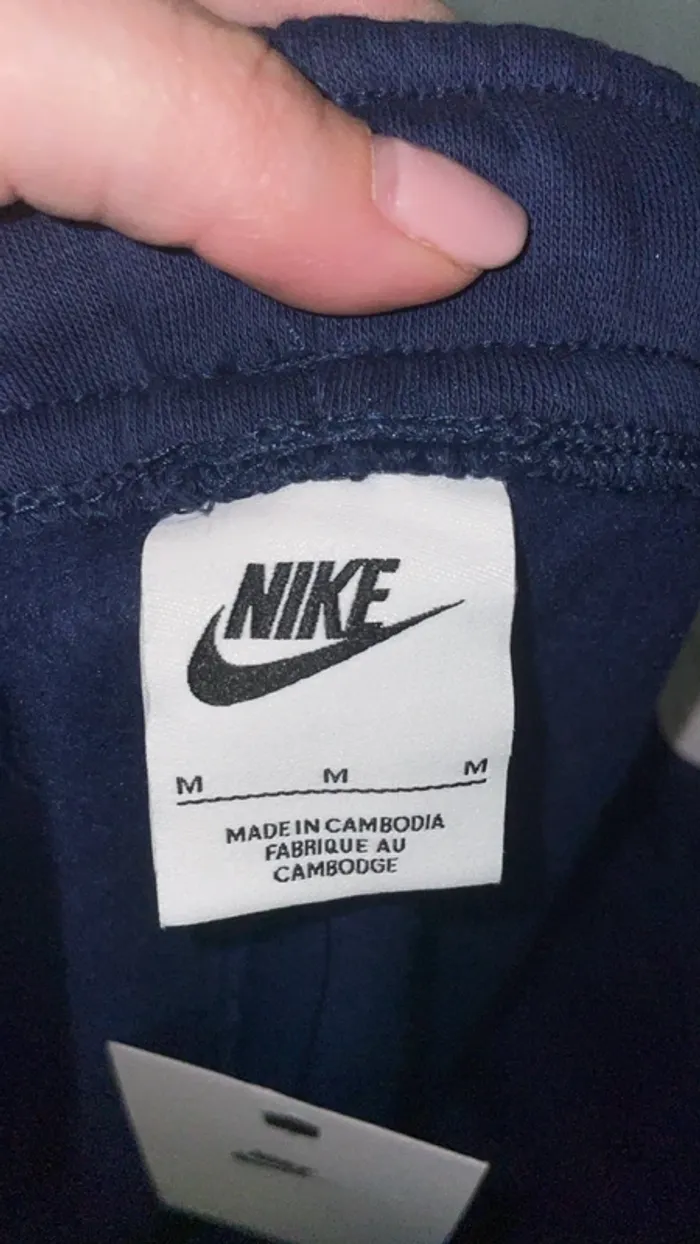 NIKE
M M M
MADE IN CAMBODIA
FABRIQUE AU
CAMBODGE